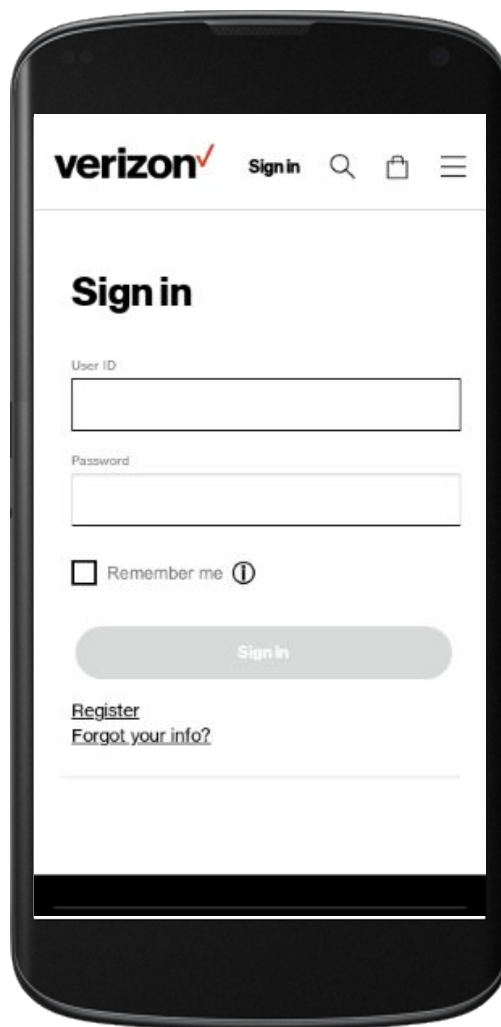 verizon Sign in
Sign in
User ID
Password
Remember me
Sign in
Register
Forgot your info?